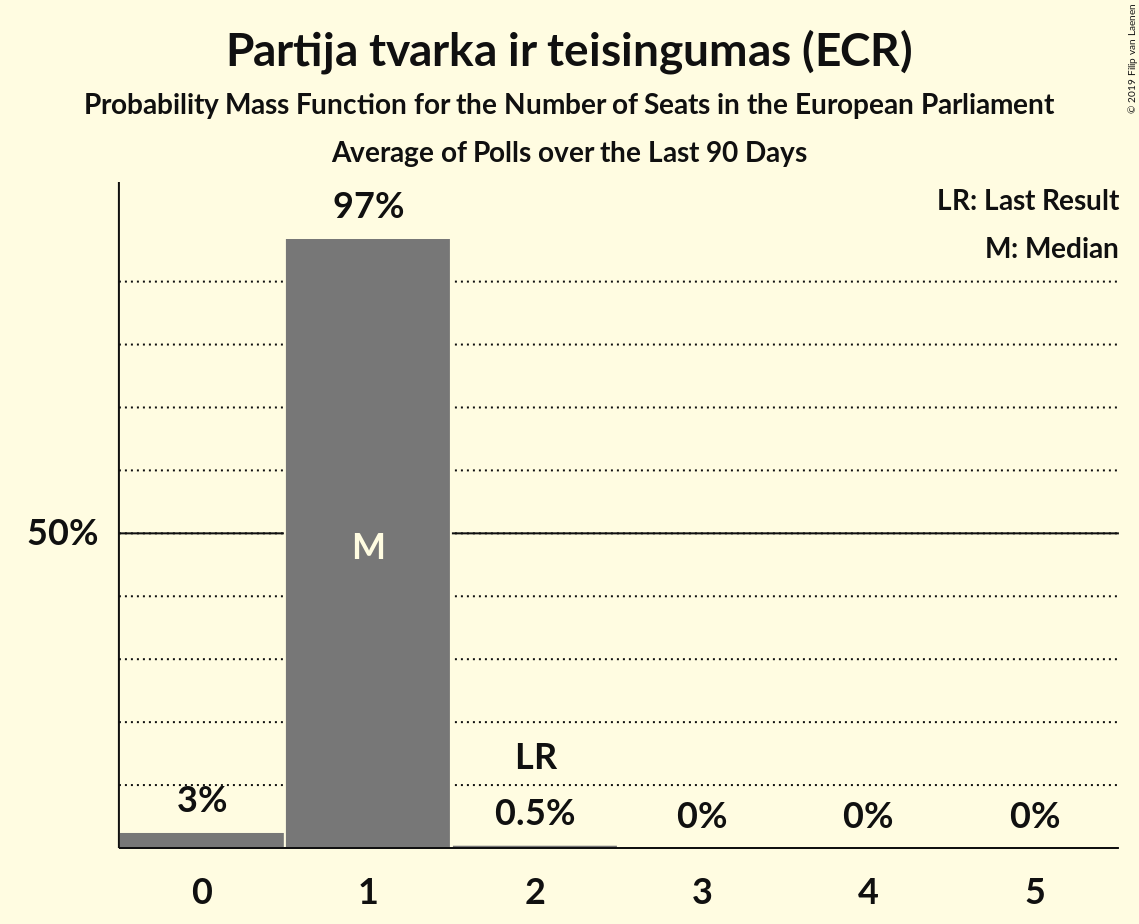 Partija tvarka ir teisingumas (ECR)
Probability Mass Function for the Number of Seats in the European Parliament
Average of Polls over the Last 90 Days
© 2019 Filip van Laenen
LR: Last Result
M: Median
97%
50%
M
LR
3%
0.5%
0%
0%
0%
0
1
2
3
4
5